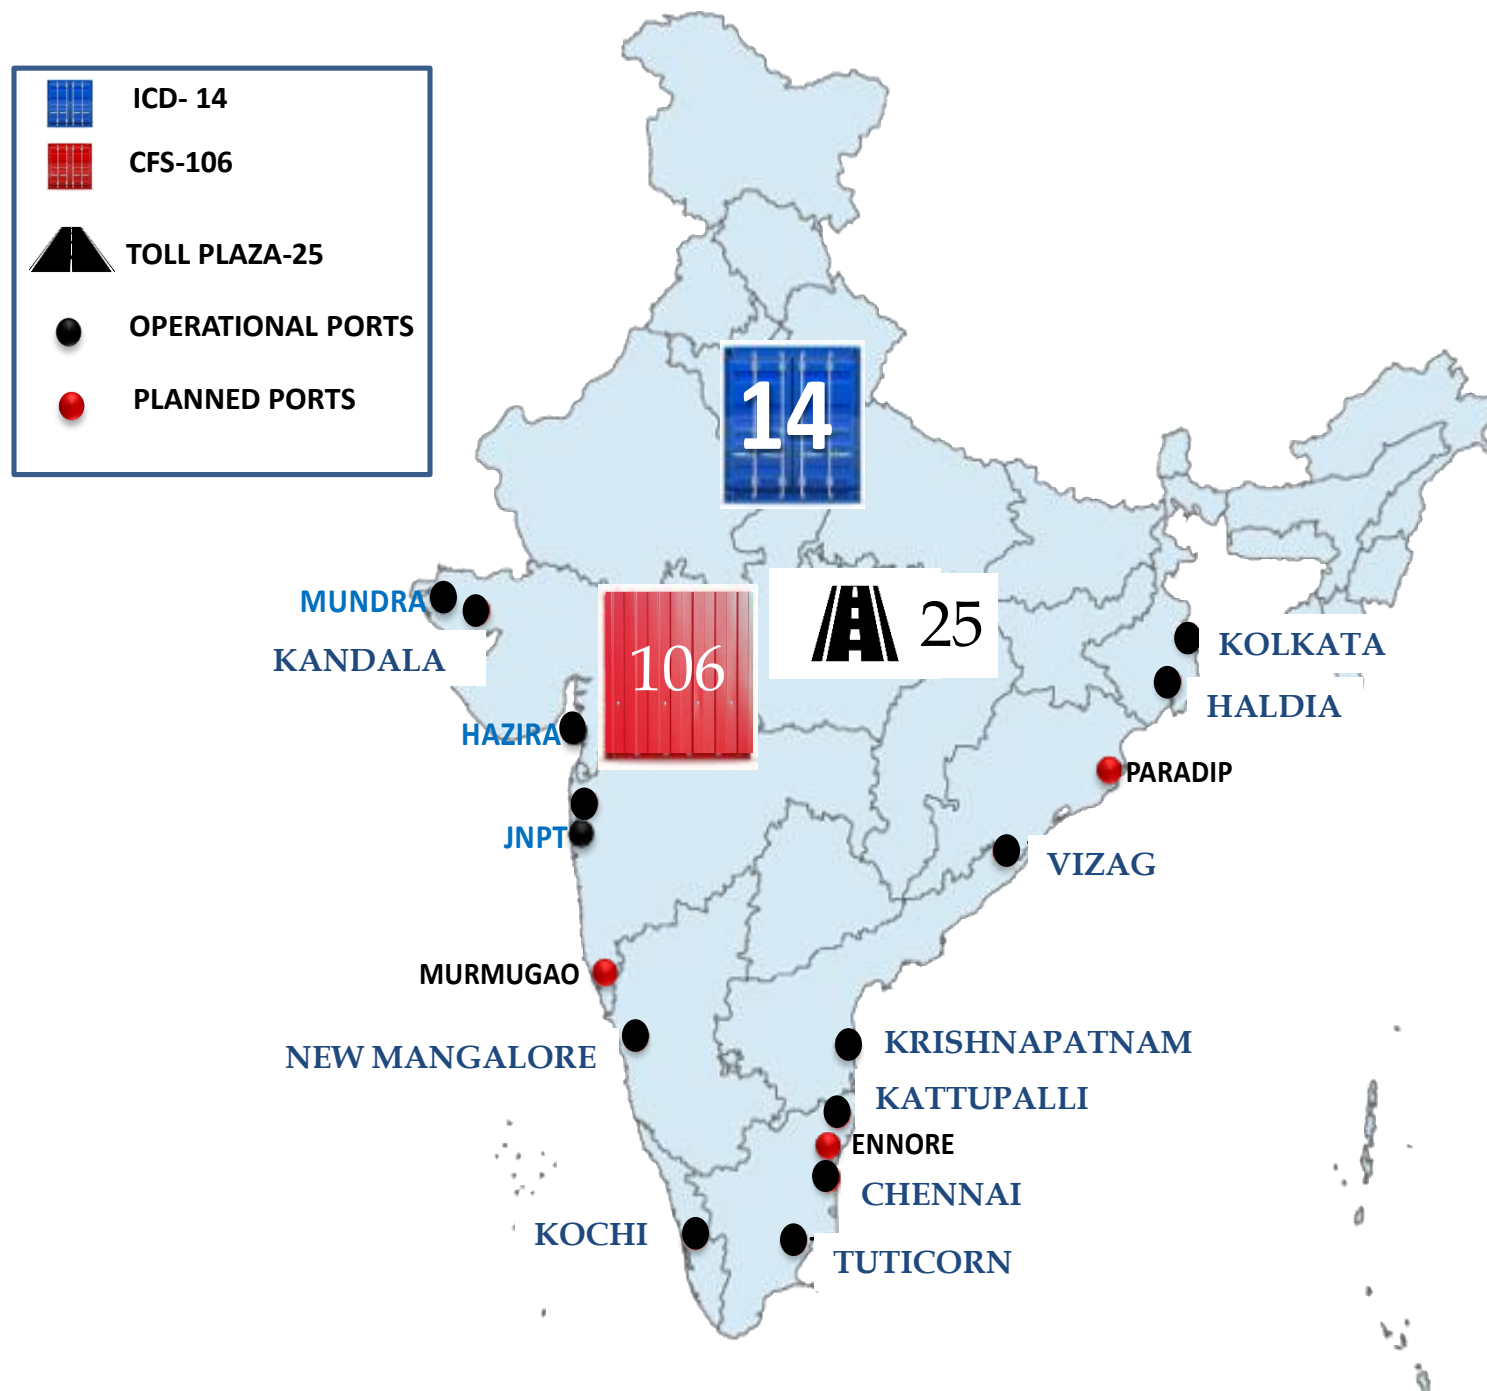 ICD- 14
CFS-106
TOLL PLAZA-25
OPERATIONAL PORTS
PLANNED PORTS
14
MUNDRA
KANDALA
106
25
KOLKATA
HALDIA
HAZIRA
PARADIP
JNPT
VIZAG
MURMUGAO
NEW MANGALORE
KRISHNAPATNAM
KATTUPALLI
ENNORE
CHENNAI
KOCHI
TUTICORN